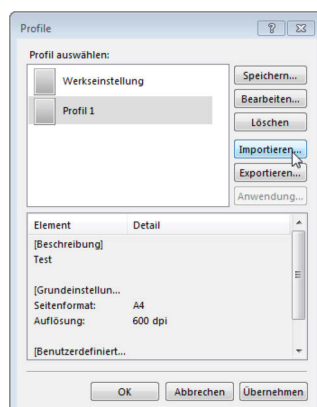 Profile
Profil auswählen:
Werkseinstellung
Profil 1
Speichern...
Bearbeiten...
Löschen
Importieren...
Exportieren...
Anwendung...
Element Detail
[Beschreibung]
Test
[Grundeinstellun...
Seitenformat: A4
Auflösung: 600 dpi
[Benutzerdefiniert...
OK Abbrechen Übernehmen